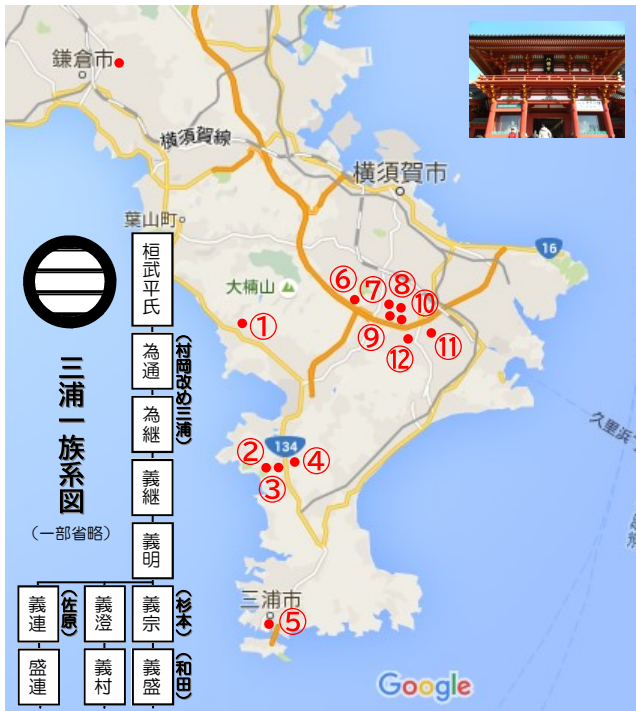 鎌倉市
横須賀線
横須賀市
葉山町
16
大楠山
⑥
⑦
⑧
⑩
①
⑨
⑫
⑪
久里浜
134
②
④
③
三浦市
⑤
三浦一族系図
(一部省略)
桓武平氏
為通
(村岡改め三浦)
為継
義継
義明
義連
(佐原)
義澄
義宗
(杉本)
盛連
義村
義盛
(和田)
Google